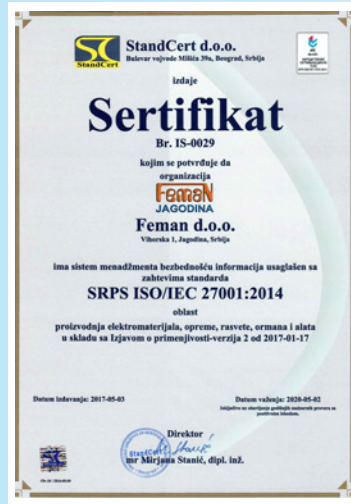 StandCert d.o.o.
Bulevar vojvode Mišića 39a, Beograd, Srbija
StandCert
izdaje
Sertifikat
Br. IS-0029
kojim se potvrđuje da
organizacija
FemaN
JAGODINA
Feman d.o.o.
Vihorska 1, Jagodina, Srbija
ima sistem menadžmenta bezbednošću informacija usaglašen sa
zahtevima standarda
SRPS ISO/IEC 27001:2014
oblast
proizvodnja elektromaterijala, opreme, rasvete, ormana i alata
u skladu sa Izjavom o primenjivosti-verzija 2 od 2017-01-17
Datum izdavanja: 2017-05-03
Datum važenja: 2020-05-02
Direktor
StandCert
mr Mirjana Stanić, dipl. inž.